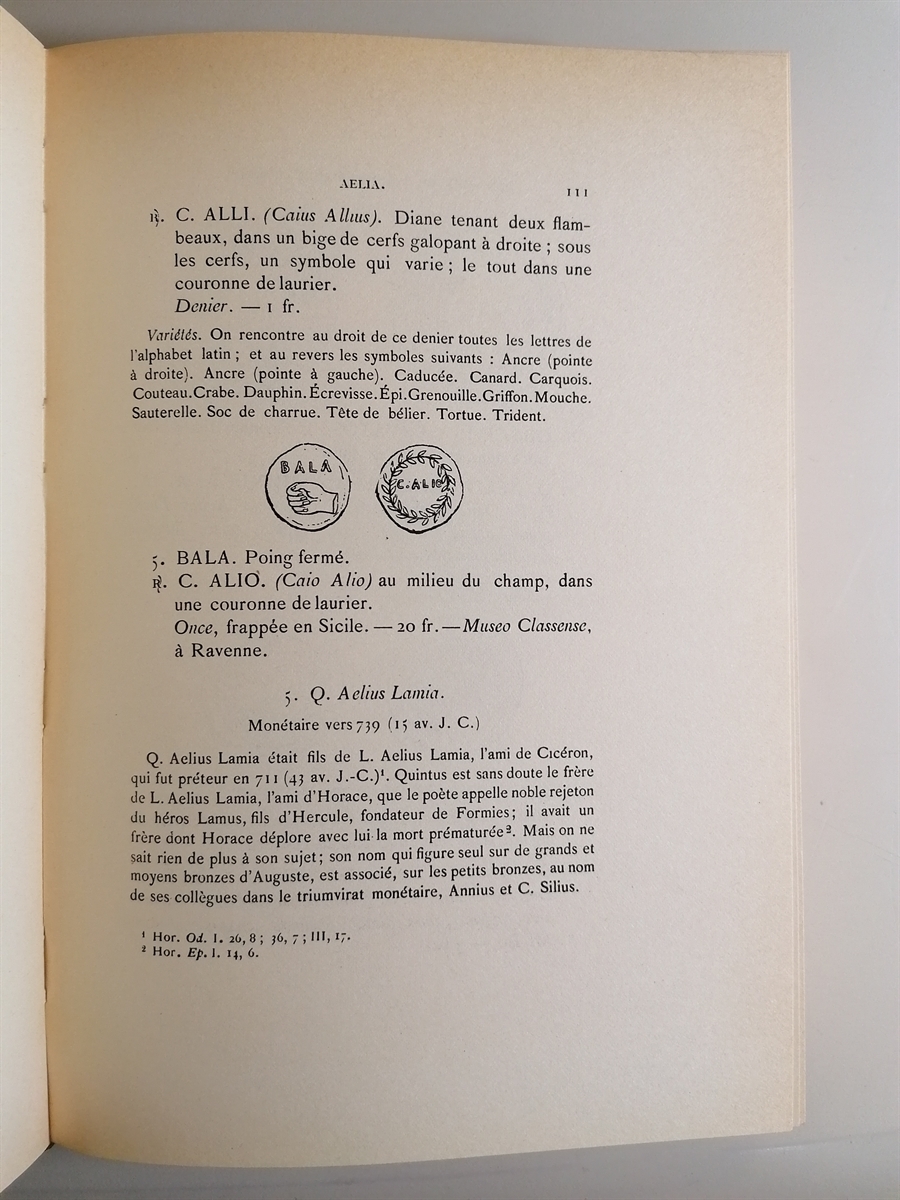 AELIA.
111
℟. C. ALLI. (Caius Allius). Diane tenant deux flam-
beaux, dans un bige de cerfs galopant à droite ; sous
les cerfs, un symbole qui varie ; le tout dans une
couronne de laurier.
Denier. — 1 fr.
Variétés. On rencontre au droit de ce denier toutes les lettres de
l'alphabet latin ; et au revers les symboles suivants : Ancre (pointe
à droite). Ancre (pointe à gauche). Caducée. Canard. Carquois.
Couteau. Crabe. Dauphin. Écrevisse. Épi. Grenouille. Griffon. Mouche.
Sauterelle. Soc de charrue. Tête de bélier. Tortue. Trident.
BALA
C. ALIO
5. BALA. Poing fermé.
℟. C. ALIO. (Caio Alio) au milieu du champ, dans
une couronne de laurier.
Once, frappée en Sicile. — 20 fr. — Museo Classense,
à Ravenne.
5. Q. Aelius Lamia.
Monétaire vers 739 (15 av. J. C.)
Q. Aelius Lamia était fils de L. Aelius Lamia, l'ami de Cicéron,
qui fut préteur en 711 (43 av. J.-C.)¹. Quintus est sans doute le frère
de L. Aelius Lamia, l'ami d'Horace, que le poète appelle noble rejeton
du héros Lamus, fils d'Hercule, fondateur de Formies ; il avait un
frère dont Horace déplore avec lui la mort prématurée². Mais on ne
sait rien de plus à son sujet ; son nom qui figure seul sur de grands et
moyens bronzes d'Auguste, est associé, sur les petits bronzes, au nom
de ses collègues dans le triumvirat monétaire, Annius et C. Silius.
¹ Hor. Od. I. 26, 8 ; 36, 7 ; III, 17.
² Hor. Ep. I. 14, 6.